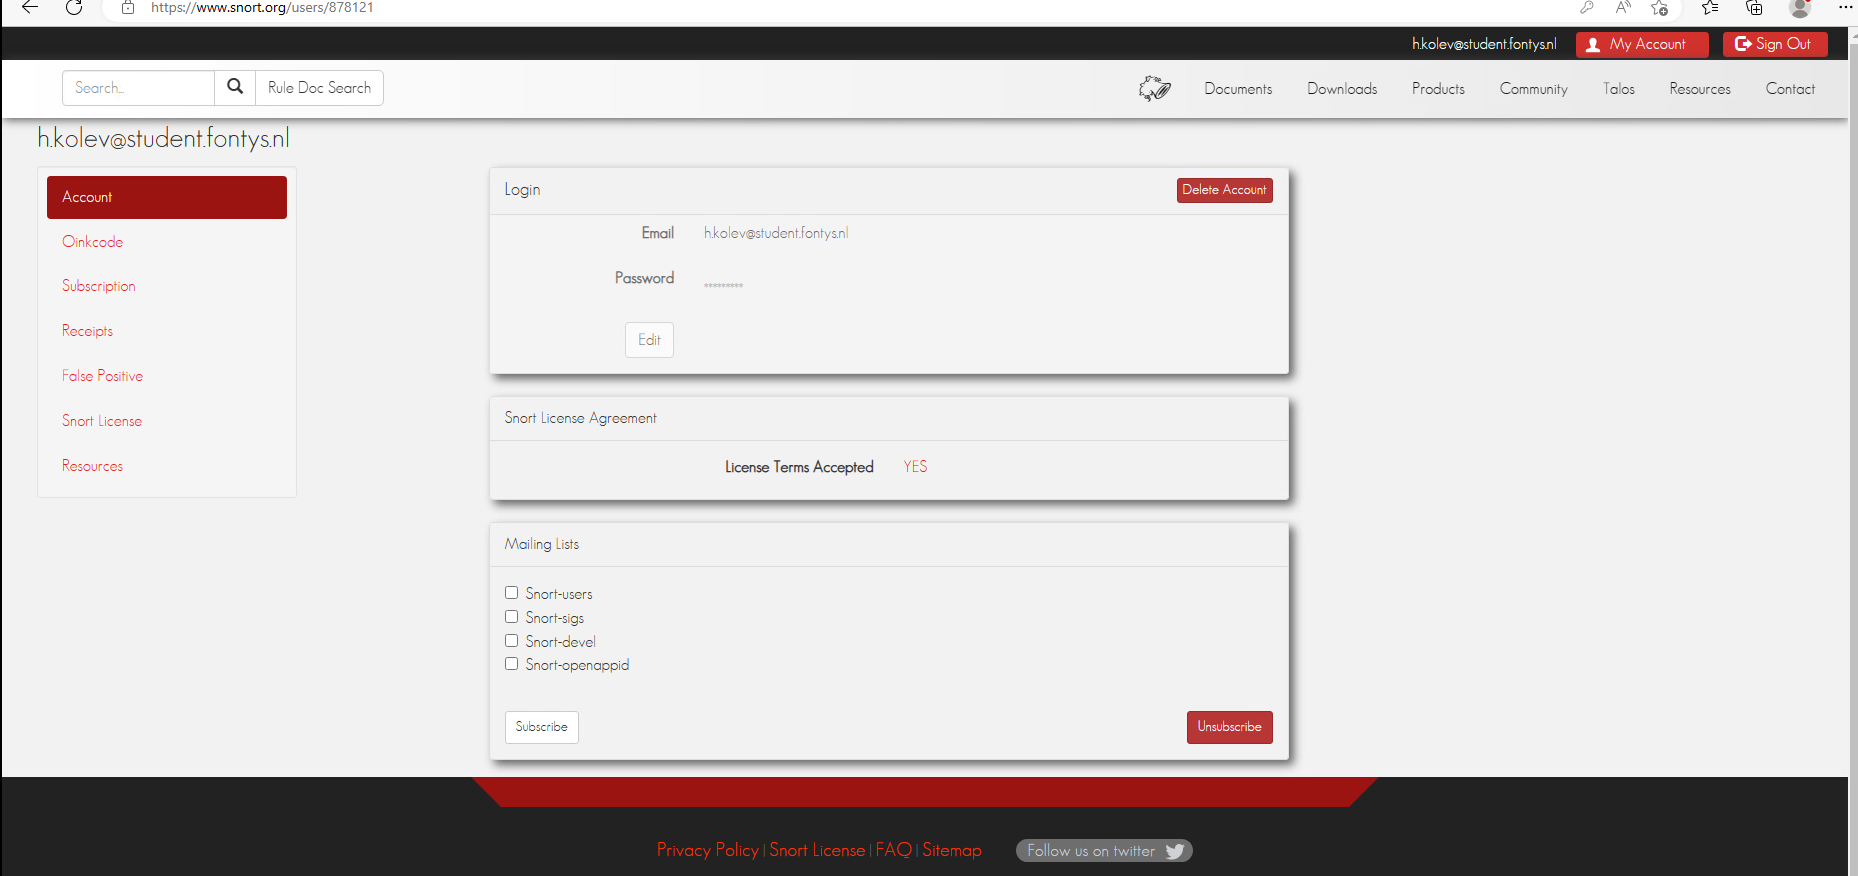 https://www.snort.org/users/878121
h.kolev@student.fontys.nl My Account Sign Out
Search... Rule Doc Search Documents Downloads Products Community Talos Resources Contact
h.kolev@student.fontys.nl
Account
Oinkcode
Subscription
Receipts
False Positive
Snort License
Resources
Login Delete Account
Email h.kolev@student.fontys.nl
Password *********
Edit
Snort License Agreement
License Terms Accepted YES
Mailing Lists
Snort-users
Snort-sigs
Snort-devel
Snort-openappid
Subscribe Unsubscribe
Privacy Policy | Snort License | FAQ | Sitemap Follow us on twitter